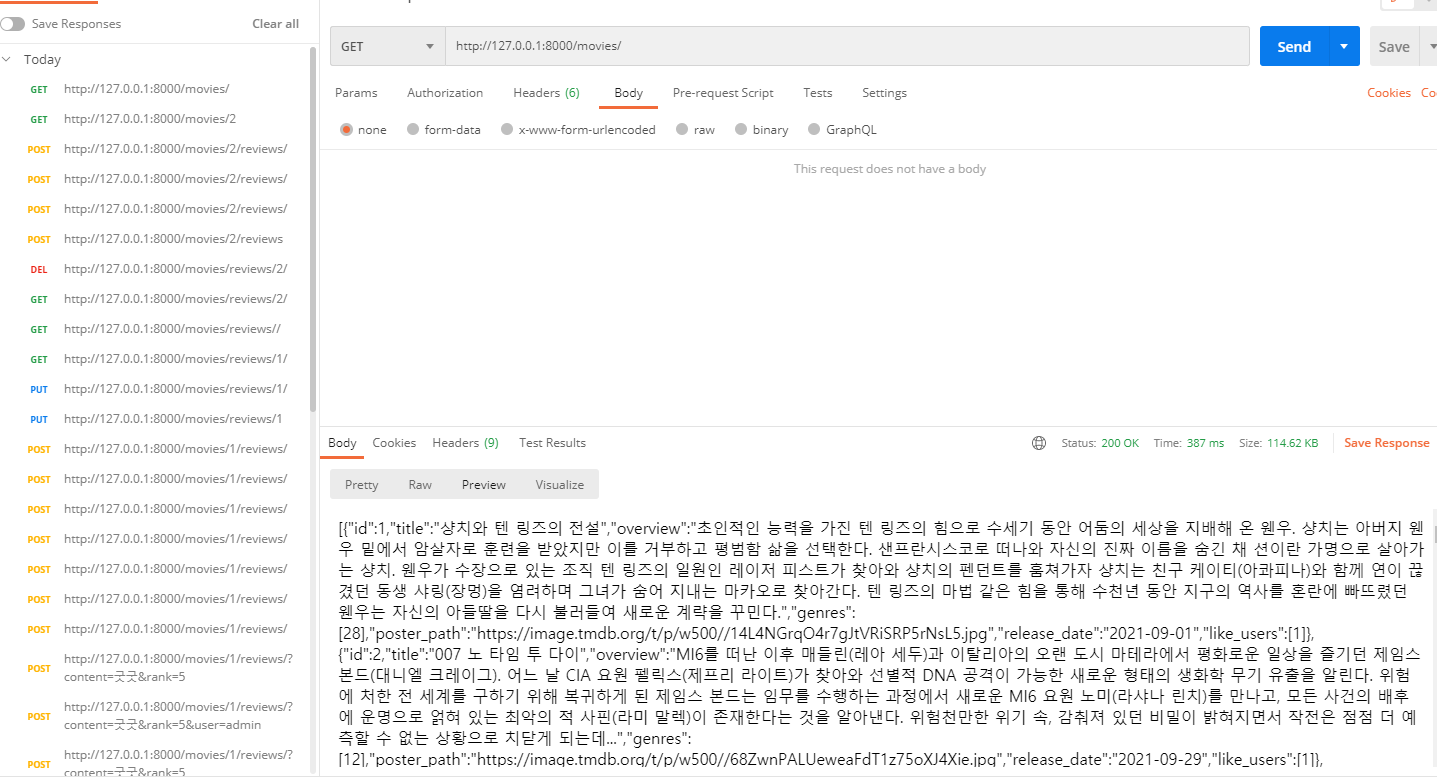 Save Responses
Clear all
Today
GET http://127.0.0.1:8000/movies/
GET http://127.0.0.1:8000/movies/2
POST http://127.0.0.1:8000/movies/2/reviews/
POST http://127.0.0.1:8000/movies/2/reviews/
POST http://127.0.0.1:8000/movies/2/reviews/
POST http://127.0.0.1:8000/movies/2/reviews
DEL http://127.0.0.1:8000/movies/reviews/2/
GET http://127.0.0.1:8000/movies/reviews/2/
GET http://127.0.0.1:8000/movies/reviews//
GET http://127.0.0.1:8000/movies/reviews/1/
PUT http://127.0.0.1:8000/movies/reviews/1/
PUT http://127.0.0.1:8000/movies/reviews/1
POST http://127.0.0.1:8000/movies/1/reviews/
POST http://127.0.0.1:8000/movies/1/reviews/
POST http://127.0.0.1:8000/movies/1/reviews/
POST http://127.0.0.1:8000/movies/1/reviews/
POST http://127.0.0.1:8000/movies/1/reviews/
POST http://127.0.0.1:8000/movies/1/reviews/
POST http://127.0.0.1:8000/movies/1/reviews/
POST http://127.0.0.1:8000/movies/1/reviews/?
content=굿굿&rank=5
POST http://127.0.0.1:8000/movies/1/reviews/?
content=굿굿&rank=5&user=admin
POST http://127.0.0.1:8000/movies/1/reviews/?
content=굿굿&rank=5
GET http://127.0.0.1:8000/movies/ Send Save
Params Authorization Headers (6) Body Pre-request Script Tests Settings Cookies Co
none form-data x-www-form-urlencoded raw binary GraphQL
This request does not have a body
Body Cookies Headers (9) Test Results Status: 200 OK Time: 387 ms Size: 114.62 KB Save Response
Pretty Raw Preview Visualize
[{"id":1,"title":"샹치와 텐 링즈의 전설","overview":"초인적인 능력을 가진 텐 링즈의 힘으로 수세기 동안 어둠의 세상을 지배해 온 웬우. 샹치는 아버지 웬
우 밑에서 암살자로 훈련을 받았지만 이를 거부하고 평범함 삶을 선택한다. 샌프란시스코로 떠나와 자신의 진짜 이름을 숨긴 채 션이란 가명으로 살아가
는 샹치. 웬우가 수장으로 있는 조직 텐 링즈의 일원인 레이저 피스트가 찾아와 샹치의 펜던트를 훔쳐가자 샹치는 친구 케이티(아콰피나)와 함께 연이 끊
겼던 동생 샤링(장멍)을 염려하며 그녀가 숨어 지내는 마카오로 찾아간다. 텐 링즈의 마법 같은 힘을 통해 수천년 동안 지구의 역사를 혼란에 빠뜨렸던
웬우는 자신의 아들딸을 다시 불러들여 새로운 계략을 꾸민다.","genres":
[28],"poster_path":"https://image.tmdb.org/t/p/w500//14L4NGrqO4r7gJtVRiSRP5rNsL5.jpg","release_date":"2021-09-01","like_users":[1]},
{"id":2,"title":"007 노 타임 투 다이","overview":"MI6를 떠난 이후 매들린(레아 세두)과 이탈리아의 오랜 도시 마테라에서 평화로운 일상을 즐기던 제임스
본드(대니엘 크레이그). 어느 날 CIA 요원 펠릭스(제프리 라이트)가 찾아와 선별적 DNA 공격이 가능한 새로운 형태의 생화학 무기 유출을 알린다. 위험
에 처한 전 세계를 구하기 위해 복귀하게 된 제임스 본드는 임무를 수행하는 과정에서 새로운 MI6 요원 노미(라샤나 린치)를 만나고, 모든 사건의 배후
에 운명으로 얽혀 있는 최악의 적 사핀(라미 말렉)이 존재한다는 것을 알아낸다. 위험천만한 위기 속, 감춰져 있던 비밀이 밝혀지면서 작전은 점점 더 예
측할 수 없는 상황으로 치닫게 되는데...","genres":
[12],"poster_path":"https://image.tmdb.org/t/p/w500//68ZwnPALUeweaFdT1z75oXJ4Xie.jpg","release_date":"2021-09-29","like_users":[1]},